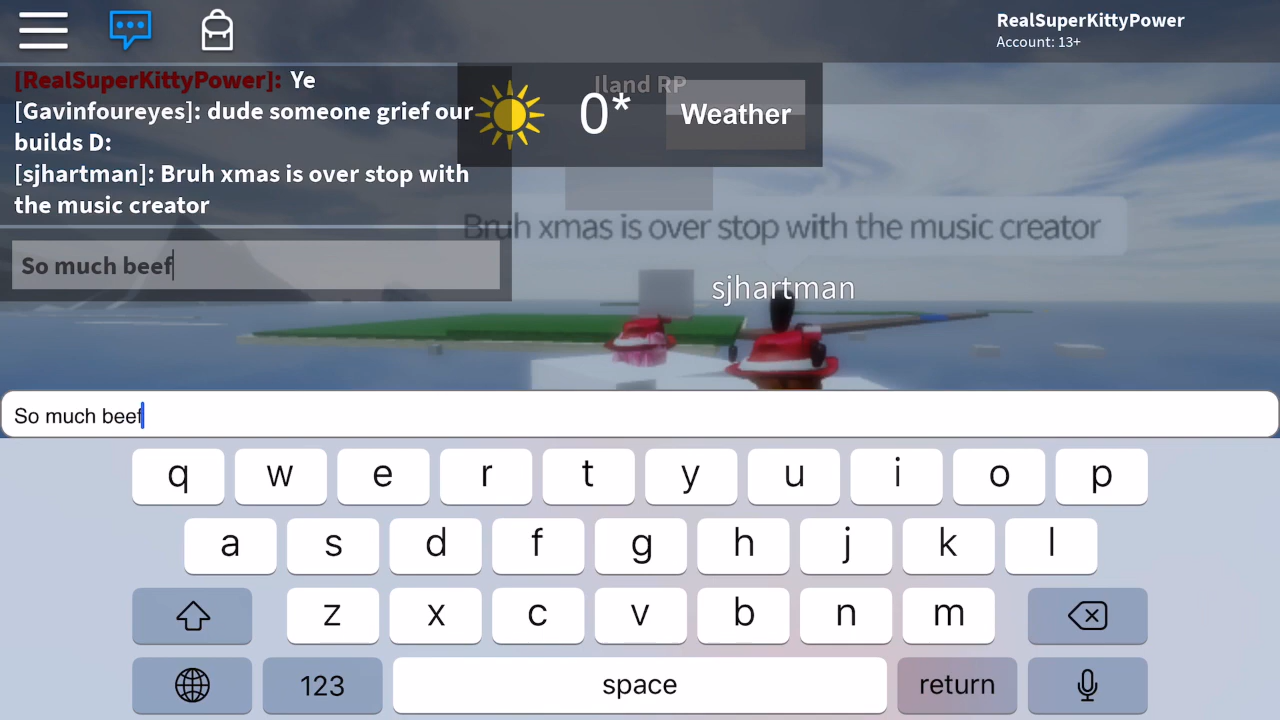 RealSuperKittyPower
Account: 13+
[RealSuperKittyPower]: Ye
[Gavinfoureyes]: dude someone grief our
builds D:
[sjhartman]: Bruh xmas is over stop with
the music creator
Iland RP
0*
Weather
Bruh xmas is over stop with the music creator
So much beef
sjhartman
So much beef
q w e r t y u i o p
a s d f g h j k l
z x c v b n m
123 space return